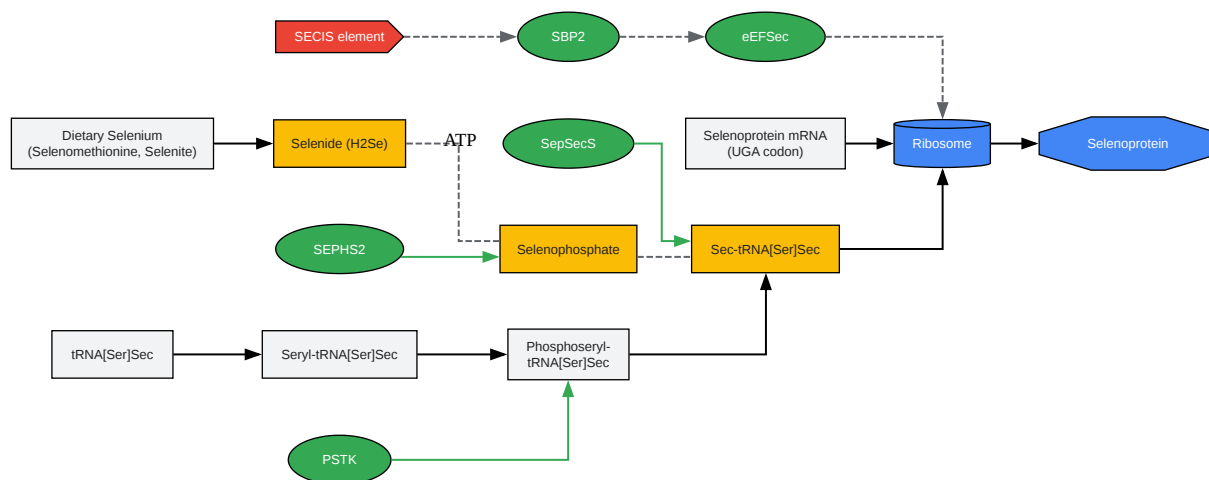 SECIS element
SBP2
eEFSec
Dietary Selenium
(Selenomethionine, Selenite)
Selenide (H2Se)
ATP
SepSecS
Selenoprotein mRNA
(UGA codon)
Ribosome
Selenoprotein
SEPHS2
Selenophosphate
Sec-tRNA[Ser]Sec
tRNA[Ser]Sec
Seryl-tRNA[Ser]Sec
Phosphoseryl-
tRNA[Ser]Sec
PSTK